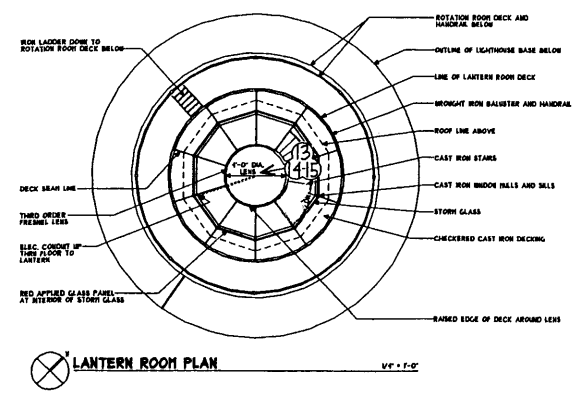 IRON LADDER DOWN TO
ROTATION ROOM DECK BELOW
DECK SEAM LINE
THIRD ORDER
FRESNEL LENS
ELEC. CONDUIT UP
THRU FLOOR TO
LANTERN
RED APPLIED GLASS PANEL
AT INTERIOR OF STORM GLASS
4'-0" DIA.
LENS
13
14-15
ROTATION ROOM DECK AND
HANDRAIL BELOW
OUTLINE OF LIGHTHOUSE BASE BELOW
LINE OF LANTERN ROOM DECK
WROUGHT IRON BALUSTER AND HANDRAIL
ROOF LINE ABOVE
CAST IRON STAIRS
CAST IRON WINDOW MULLS AND SILLS
STORM GLASS
CHECKERED CAST IRON DECKING
RAISED EDGE OF DECK AROUND LENS
N
LANTERN ROOM PLAN
1/4" = 1'-0"